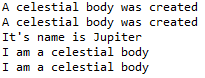 A celestial body was created
A celestial body was created
It's name is Jupiter
I am a celestial body
I am a celestial body